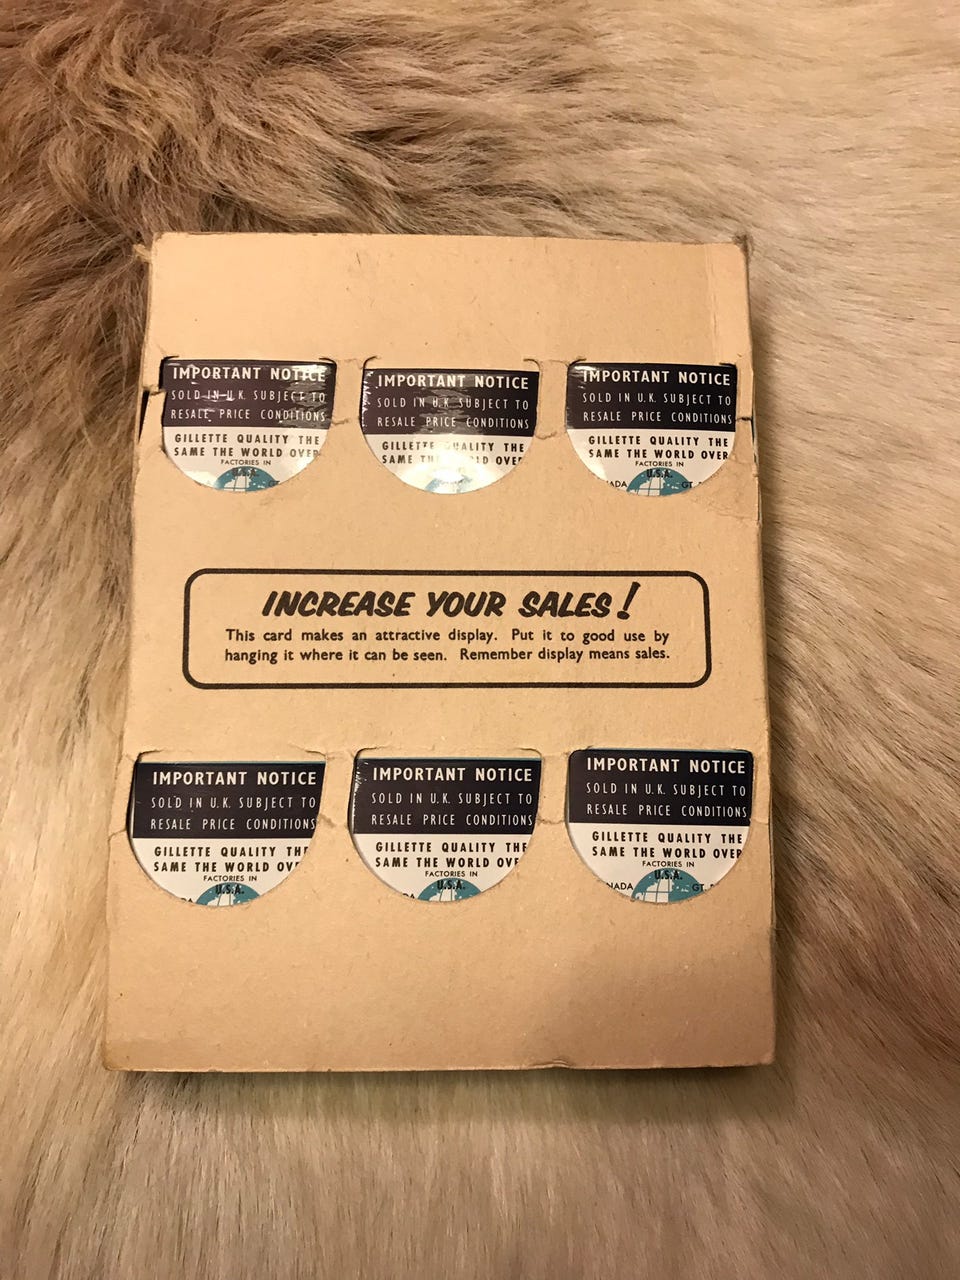 IMPORTANT NOTICE
SOLD IN U.K. SUBJECT TO
RESALE PRICE CONDITIONS
GILLETTE QUALITY THE
SAME THE WORLD OVER
FACTORIES IN
U.S.A.
GT.
IMPORTANT NOTICE
SOLD IN U.K. SUBJECT TO
RESALE PRICE CONDITIONS
GILLETTE QUALITY THE
SAME THE WORLD OVER
IMPORTANT NOTICE
SOLD IN U.K. SUBJECT TO
RESALE PRICE CONDITIONS
GILLETTE QUALITY THE
SAME THE WORLD OVER
FACTORIES IN
U.S.A.
ADA GT.
INCREASE YOUR SALES!
This card makes an attractive display. Put it to good use by
hanging it where it can be seen. Remember display means sales.
IMPORTANT NOTICE
SOLD IN U.K. SUBJECT TO
RESALE PRICE CONDITIONS
GILLETTE QUALITY THE
SAME THE WORLD OVER
FACTORIES IN
U.S.A.
IMPORTANT NOTICE
SOLD IN U.K. SUBJECT TO
RESALE PRICE CONDITIONS
GILLETTE QUALITY THE
SAME THE WORLD OVER
FACTORIES IN
U.S.A.
IMPORTANT NOTICE
SOLD IN U.K. SUBJECT TO
RESALE PRICE CONDITIONS
GILLETTE QUALITY THE
SAME THE WORLD OVER
FACTORIES IN
U.S.A.
NADA GT.